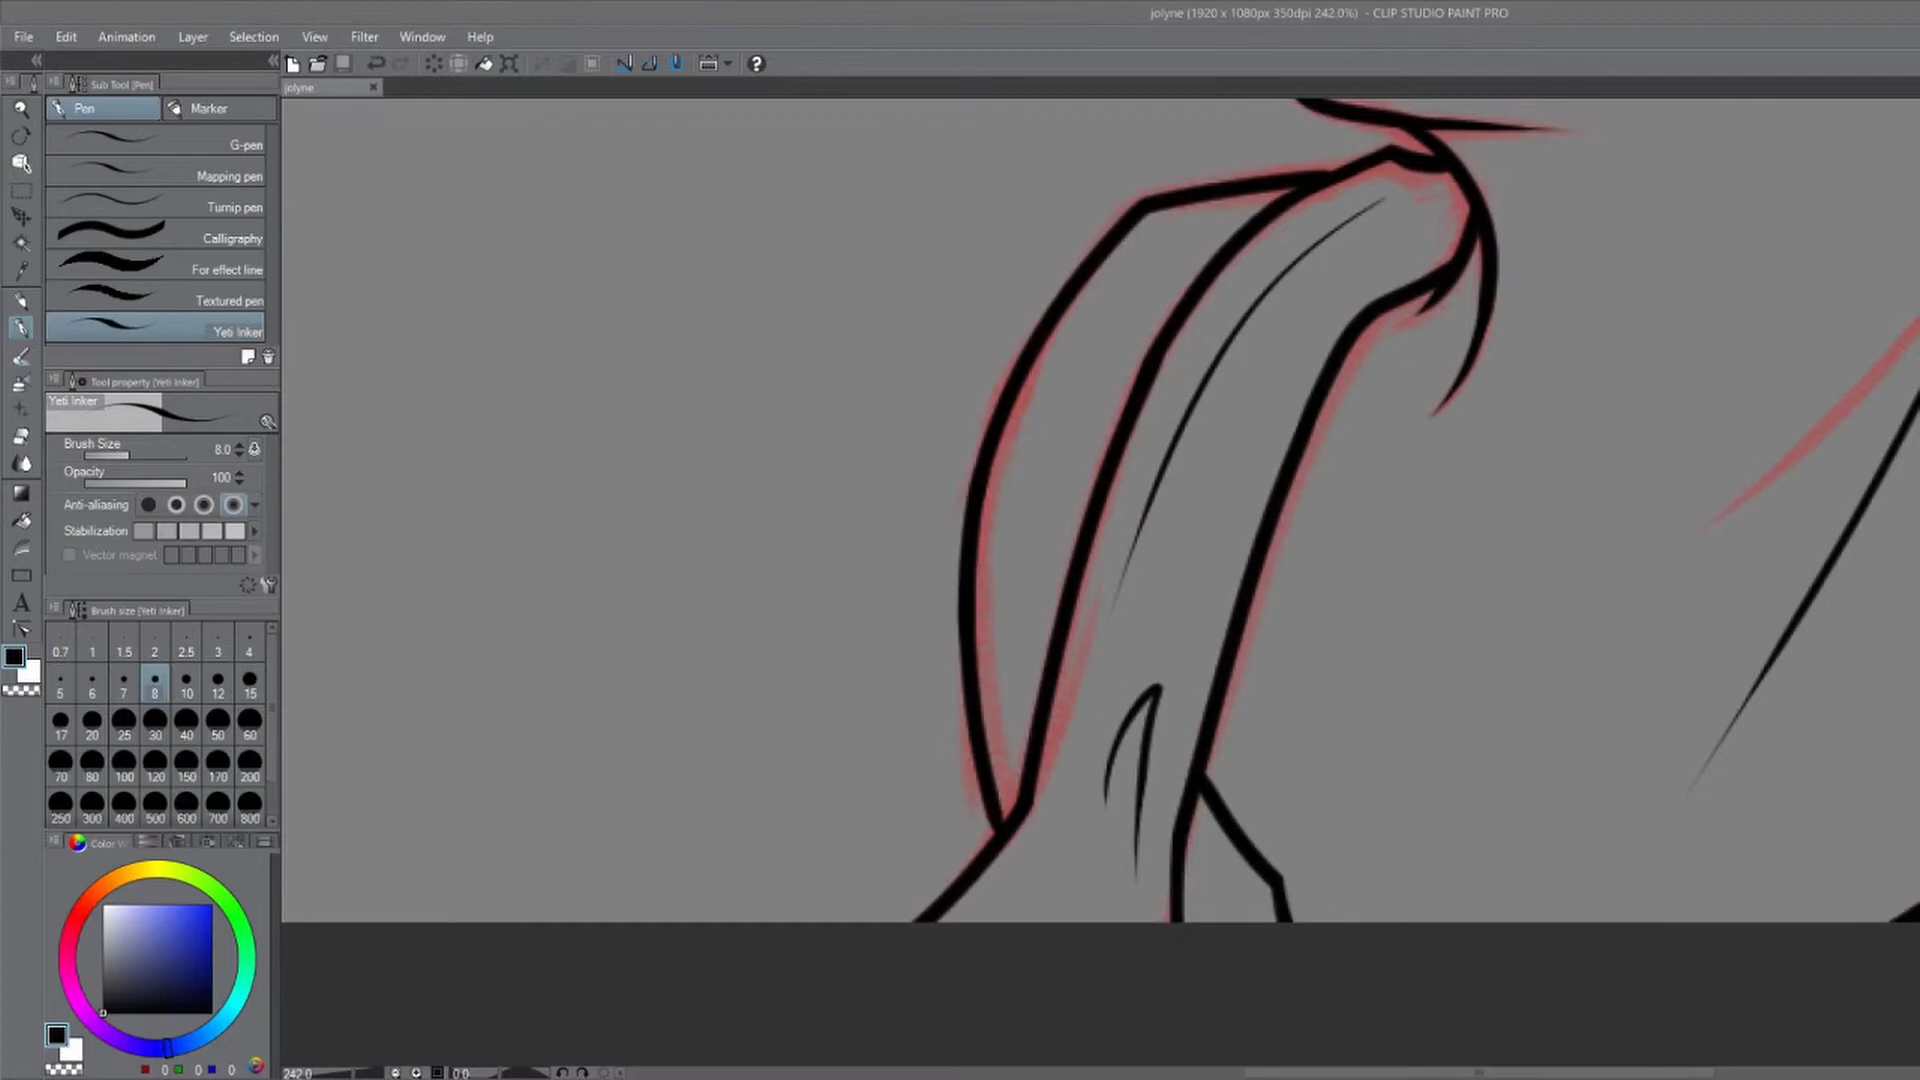 jolyne (1920 x 1080px 350dpi 242.0%) - CLIP STUDIO PAINT PRO
File Edit Animation Layer Selection View Filter Window Help
Sub Tool [Pen]
jolyne
Pen Marker
G-pen
Mapping pen
Turnip pen
Calligraphy
For effect line
Textured pen
Yeti Inker
Tool property [Yeti Inker]
Yeti Inker
Brush Size 8.0
Opacity 100
Anti-aliasing
Stabilization
Vector magnet
A
Brush size [Yeti Inker]
0.7 1 1.5 2 2.5 3 4
5 6 7 8 10 12 15
17 20 25 30 40 50 60
70 80 100 120 150 170 200
250 300 400 500 600 700 800
Color W
0 0 0
242.0 0.0